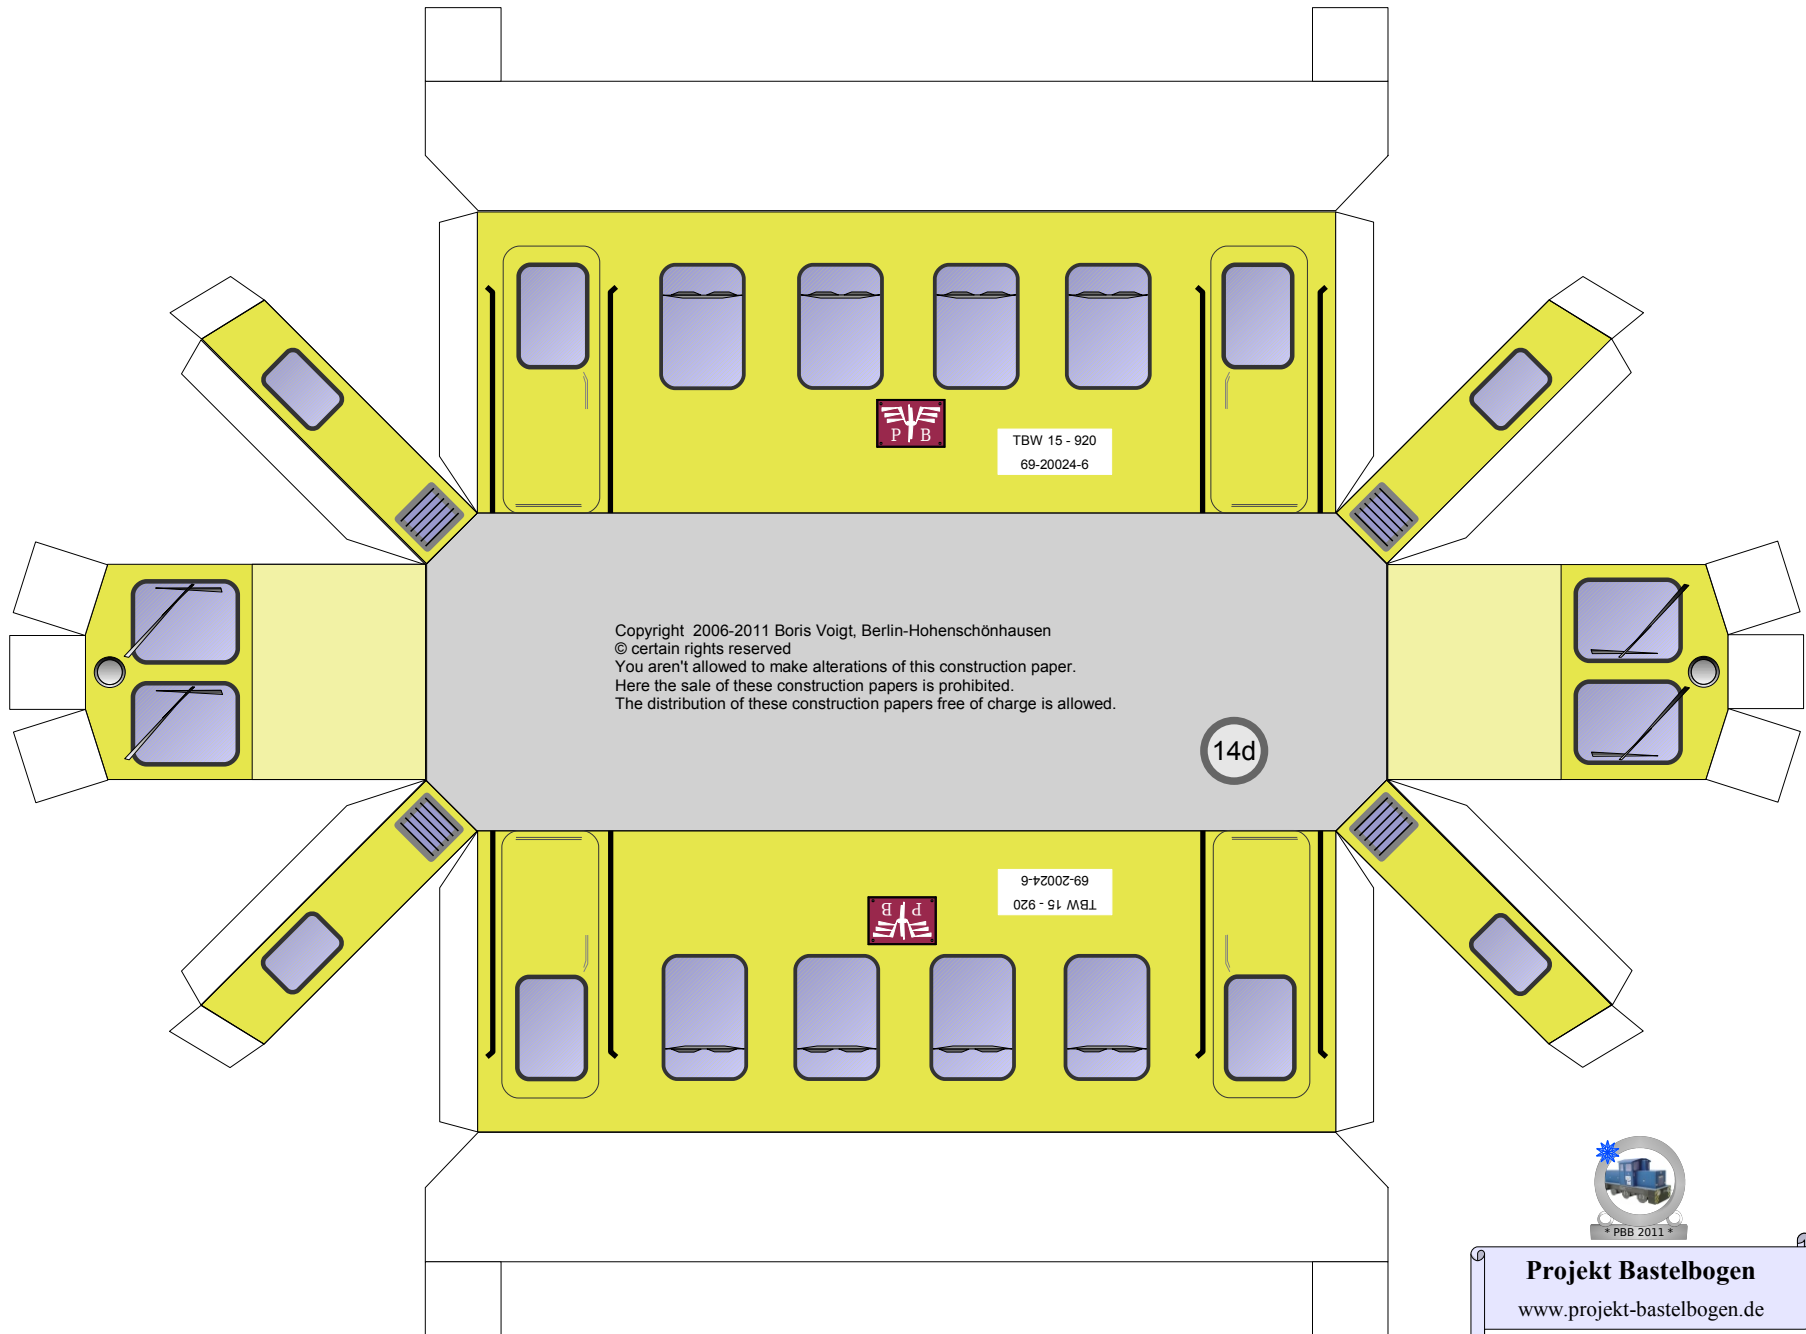 P B
TBW 15 - 920
69-20024-6
Copyright  2006-2011 Boris Voigt, Berlin-Hohenschönhausen
© certain rights reserved
You aren't allowed to make alterations of this construction paper.
Here the sale of these construction papers is prohibited.
The distribution of these construction papers free of charge is allowed.
14d
69-20024-6
TBW 15 - 920
P B
* PBB 2011 *
Projekt Bastelbogen
www.projekt-bastelbogen.de